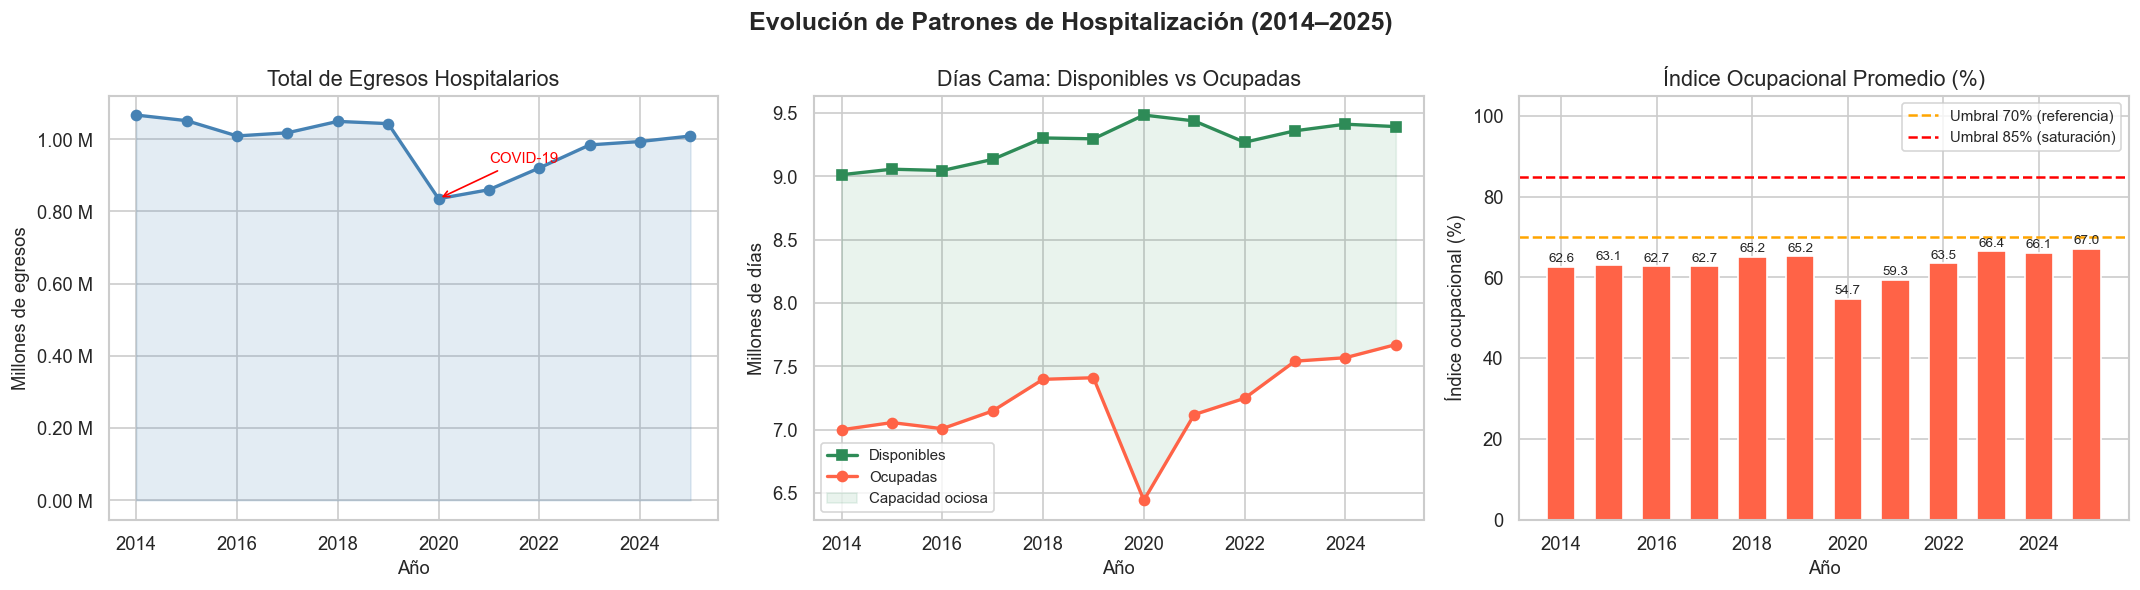 Evolución de Patrones de Hospitalización (2014–2025)
Total de Egresos Hospitalarios
Millones de egresos
1.00 M
0.80 M
0.60 M
0.40 M
0.20 M
0.00 M
COVID-19
2014 2016 2018 2020 2022 2024
Año
Días Cama: Disponibles vs Ocupadas
Millones de días
9.5
9.0
8.5
8.0
7.5
7.0
6.5
Disponibles
Ocupadas
Capacidad ociosa
2014 2016 2018 2020 2022 2024
Año
Índice Ocupacional Promedio (%)
Índice ocupacional (%)
100
80
60
40
20
0
Umbral 70% (referencia)
Umbral 85% (saturación)
62.6 63.1 62.7 62.7 65.2 65.2 54.7 59.3 63.5 66.4 66.1 67.0
2014 2016 2018 2020 2022 2024
Año